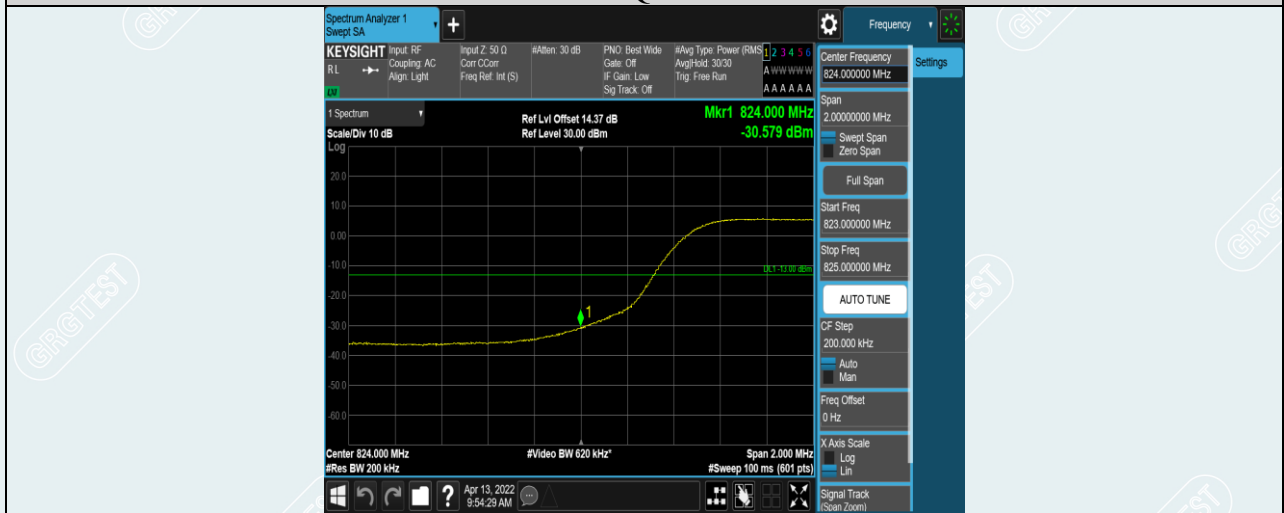 Spectrum Analyzer 1
Swept SA
+
Frequency
KEYSIGHT
RL
Input: RF
Coupling: AC
Align: Light
Input Z: 50 Ω
Corr CCorr
Freq Ref: Int (S)
#Atten: 30 dB
PNO: Best Wide
Gate: Off
IF Gain: Low
Sig Track: Off
#Avg Type: Power (RMS
Avg|Hold: 30/30
Trig: Free Run
1 2 3 4 5 6
A WW WW W
A A A A A A
1 Spectrum
Scale/Div 10 dB
Log
Ref Lvl Offset 14.37 dB
Ref Level 30.00 dBm
Mkr1 824.000 MHz
-30.579 dBm
20.0
10.0
0.00
-10.0
DL1 -13.00 dBm
-20.0
1
-30.0
-40.0
-50.0
-60.0
Center 824.000 MHz
#Res BW 200 kHz
#Video BW 620 kHz*
Span 2.000 MHz
#Sweep 100 ms (601 pts)
?
Apr 13, 2022
9:54:29 AM
Center Frequency
824.000000 MHz
Settings
Span
2.00000000 MHz
Swept Span
Zero Span
Full Span
Start Freq
823.000000 MHz
Stop Freq
825.000000 MHz
AUTO TUNE
CF Step
200.000 kHz
Auto
Man
Freq Offset
0 Hz
X Axis Scale
Log
Lin
Signal Track
(Span Zoom)
GRGTEST
GRGTEST
GRGTEST
GRGTEST